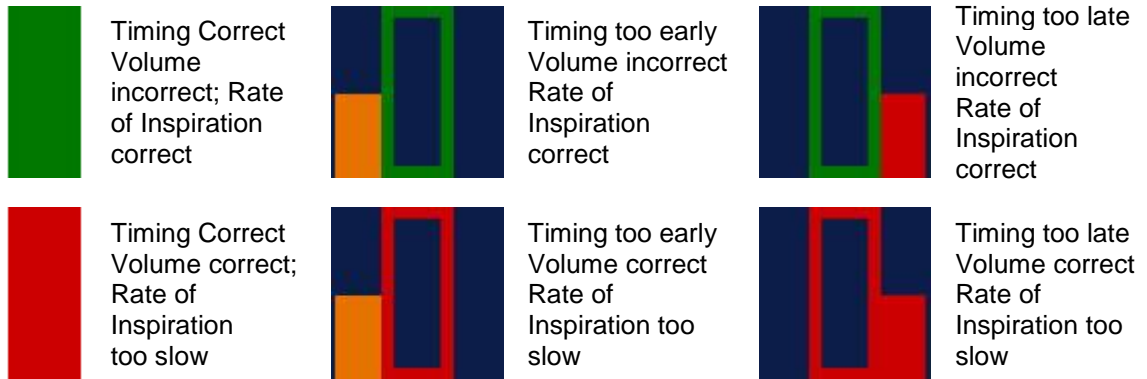 Timing Correct
Volume
incorrect; Rate
of Inspiration
correct
Timing too early
Volume incorrect
Rate of
Inspiration
correct
Timing too late
Volume
incorrect
Rate of
Inspiration
correct
Timing Correct
Volume correct;
Rate of
Inspiration
too slow
Timing too early
Volume correct
Rate of
Inspiration too
slow
Timing too late
Volume correct
Rate of
Inspiration too
slow